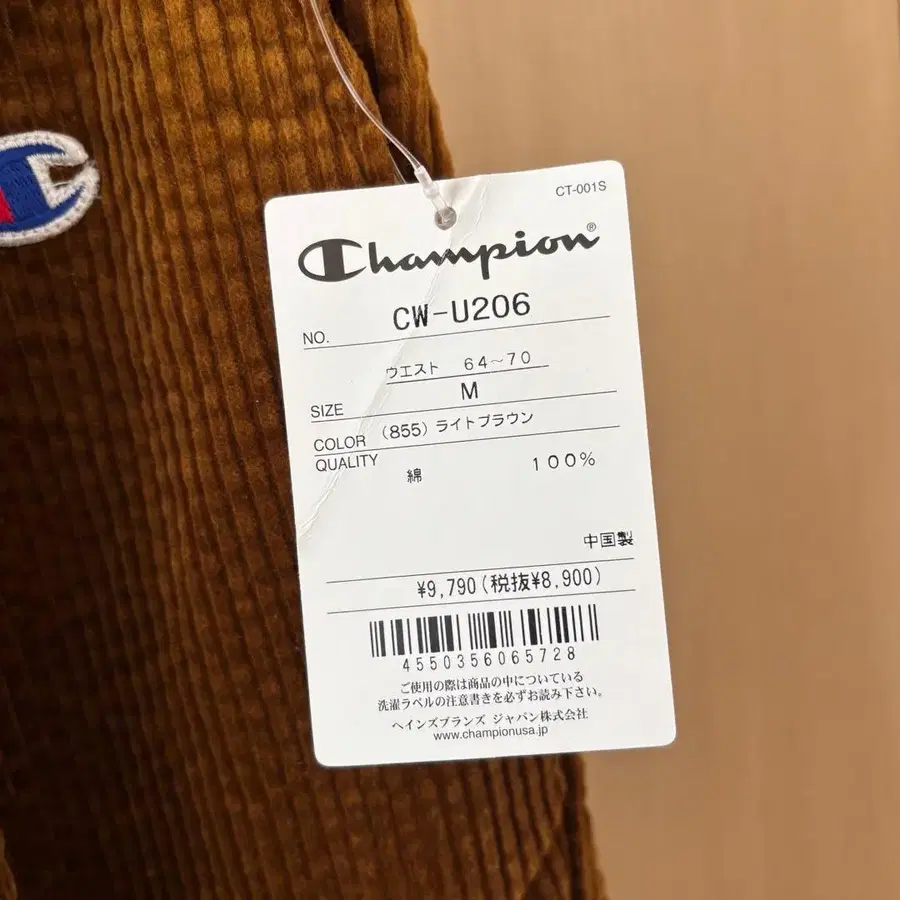 CT-001S
Champion®
NO. CW-U206
ウエスト 64~70
SIZE M
COLOR (855) ライトブラウン
QUALITY
綿 100%
中国製
¥9,790(税抜¥8,900)
4550356065728
ご使用の際は商品の中についている
洗濯ラベルの注意書きを必ずお読み下さい。
ヘインズブランズ ジャパン株式会社
www.championusa.jp